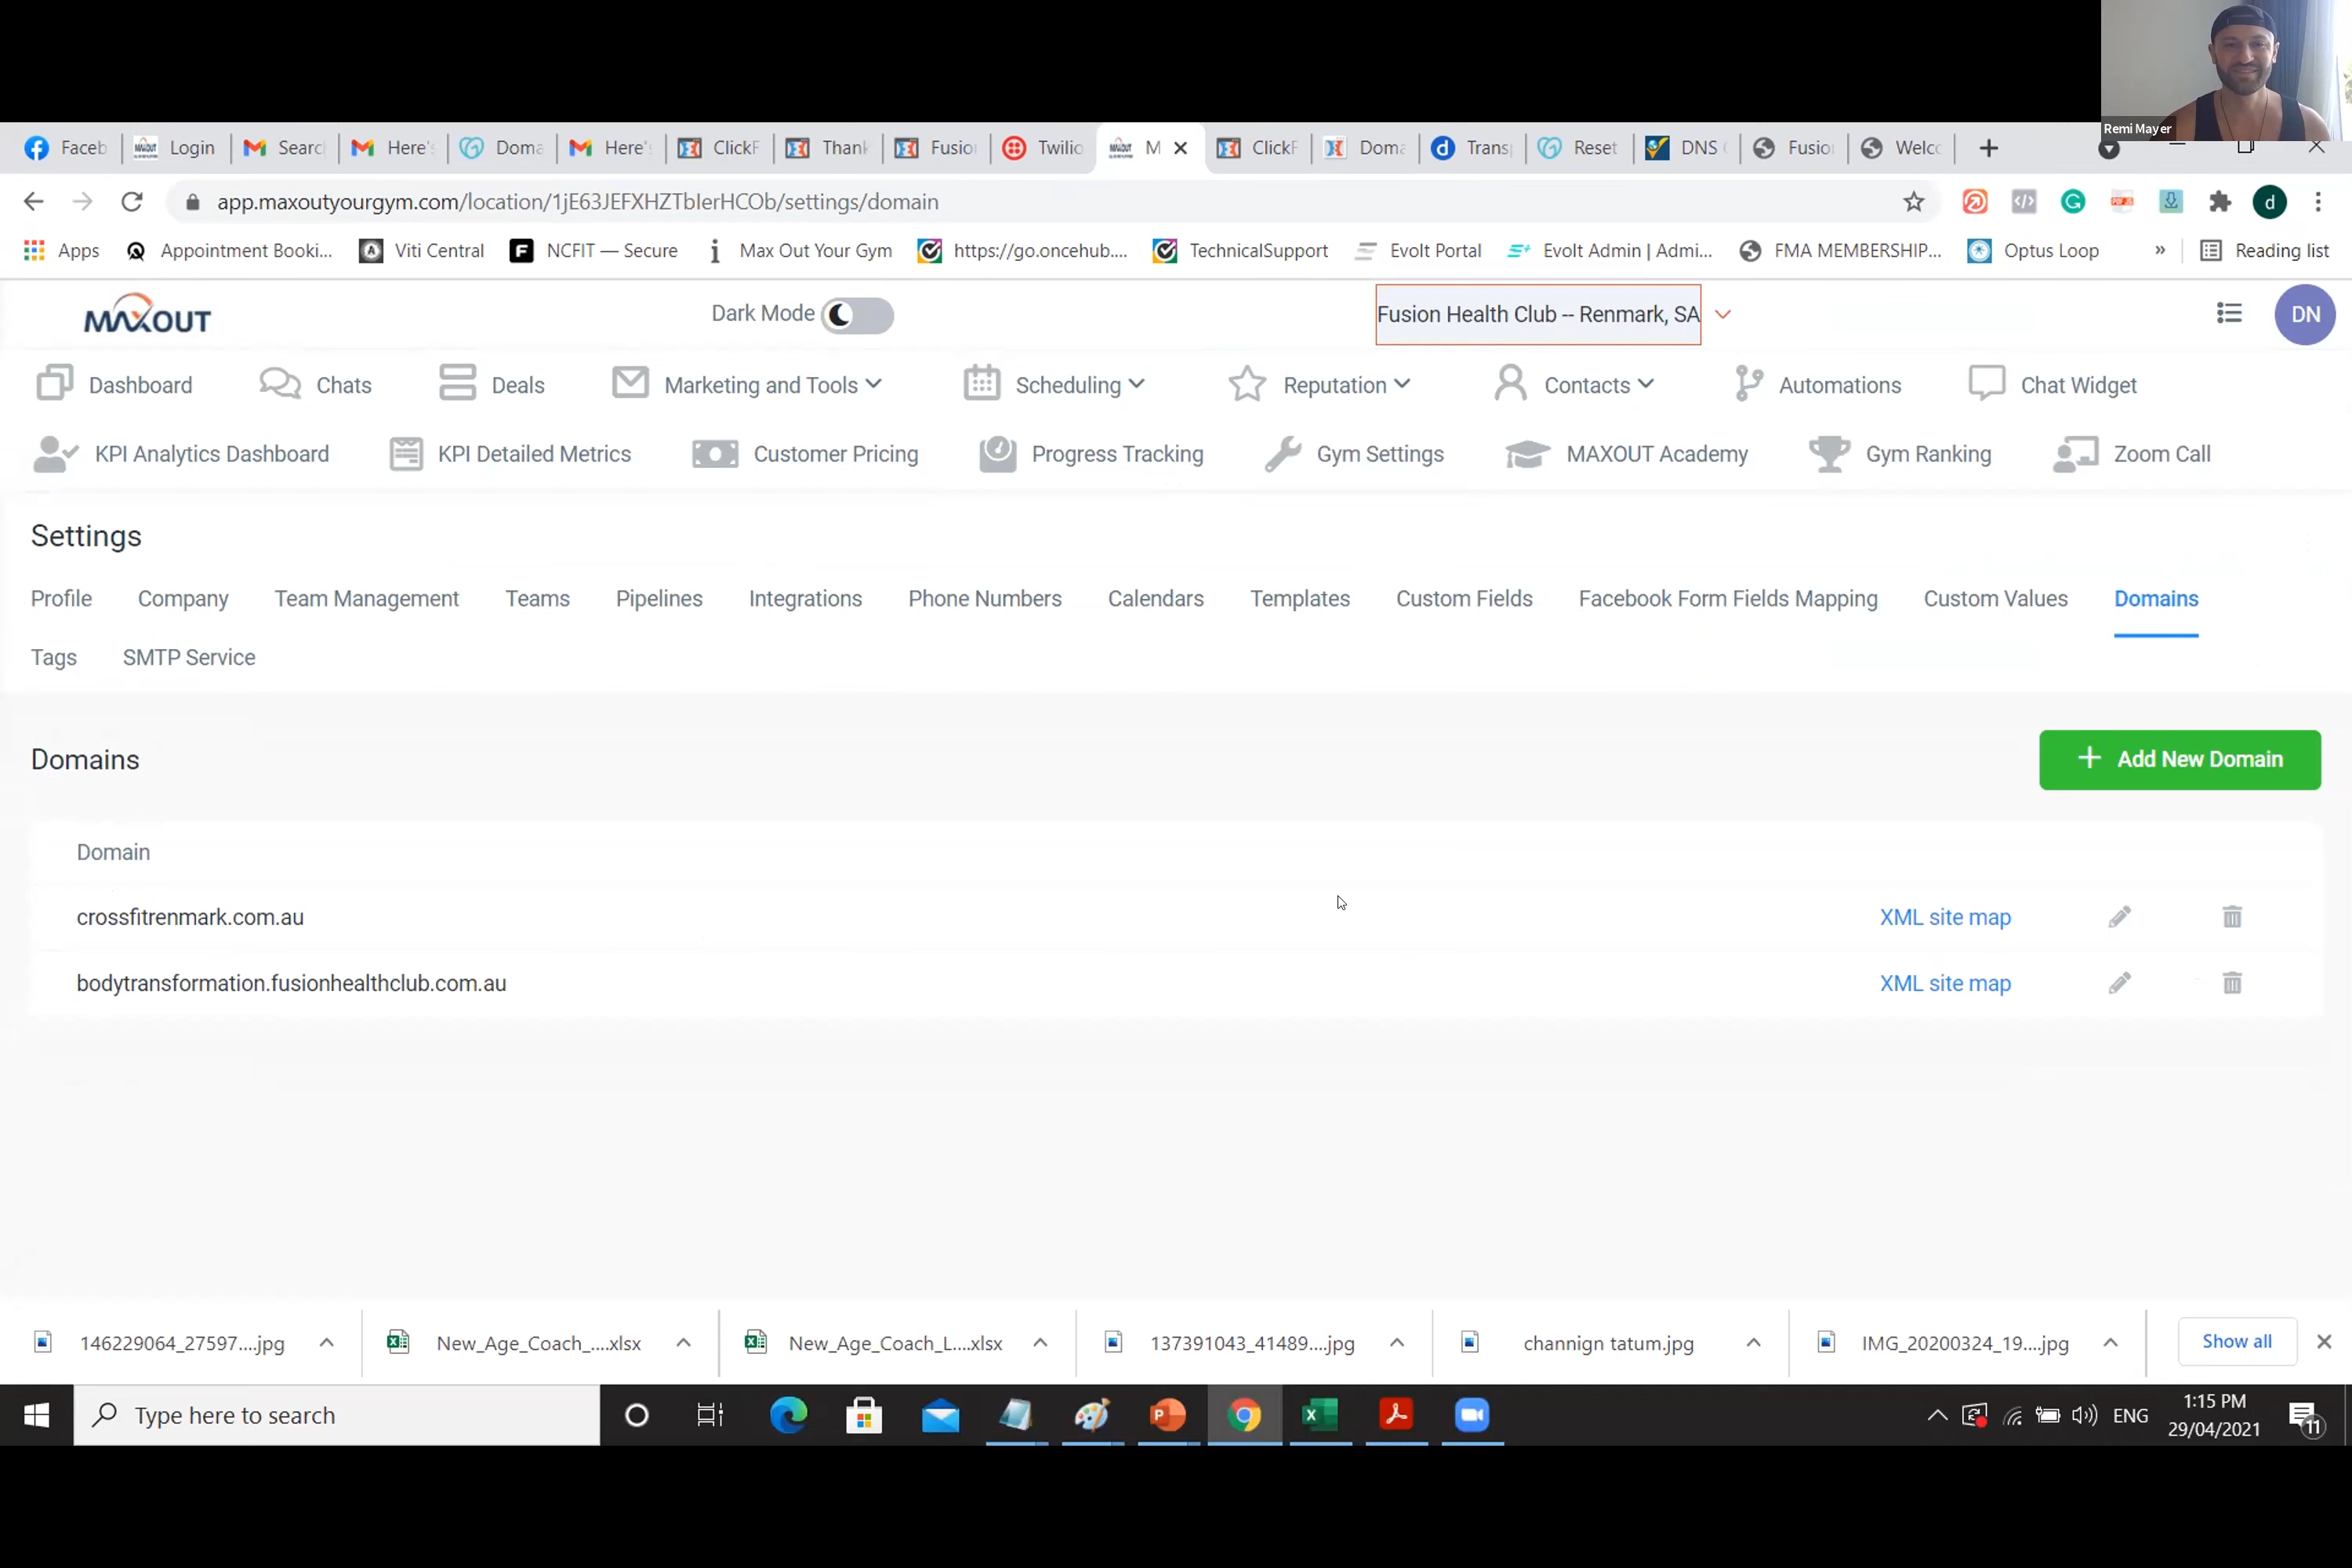 Remi Mayer
Faceb Login Searc Here's Doma Here's ClickF Thank Fusio Twilio M ClickF Doma Trans Reset DNS Fusio Welc
app.maxoutyourgym.com/location/1jE63JEFXHZTbIerHCOb/settings/domain
Apps Appointment Booki... Viti Central NCFIT — Secure Max Out Your Gym https://go.oncehub.... TechnicalSupport Evolt Portal Evolt Admin | Admi... FMA MEMBERSHIP... Optus Loop » Reading list
MAXOUT Dark Mode Fusion Health Club -- Renmark, SA DN
Dashboard Chats Deals Marketing and Tools Scheduling Reputation Contacts Automations Chat Widget
KPI Analytics Dashboard KPI Detailed Metrics Customer Pricing Progress Tracking Gym Settings MAXOUT Academy Gym Ranking Zoom Call
Settings
Profile Company Team Management Teams Pipelines Integrations Phone Numbers Calendars Templates Custom Fields Facebook Form Fields Mapping Custom Values Domains
Tags SMTP Service
Domains + Add New Domain
Domain
crossfitrenmark.com.au XML site map
bodytransformation.fusionhealthclub.com.au XML site map
146229064_27597....jpg New_Age_Coach_....xlsx New_Age_Coach_L....xlsx 137391043_41489....jpg channign tatum.jpg IMG_20200324_19....jpg Show all
Type here to search ENG 1:15 PM
29/04/2021 11